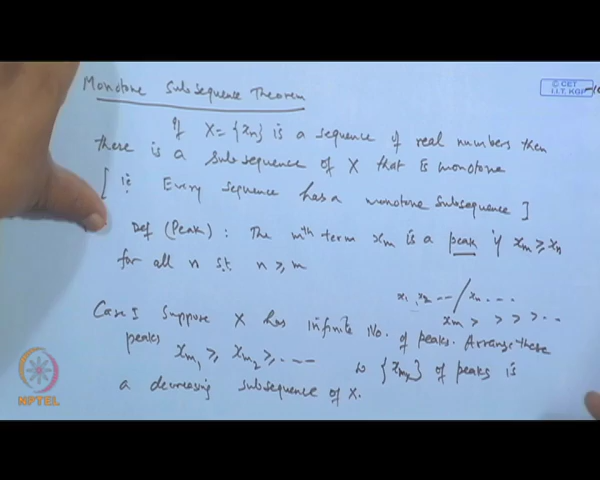 Monotone Subsequence Theorem
© CET
I.I.T. KGP
If X = {xn} is a sequence of real numbers then
there is a subsequence of X that is monotone
[ ie Every sequence has a monotone subsequence ]
Def (Peak) : The mth term xm is a peak if xm ≥ xn
for all n s.t. n ≥ m
x1, x2 -- / xn, ...
xm > > > > ...
Case I Suppose X has infinite No. of peaks. Arrange these
peaks xm1 ≥ xm2 ≥ ---- so {xmk} of peaks is
a decreasing subsequence of X.
NPTEL